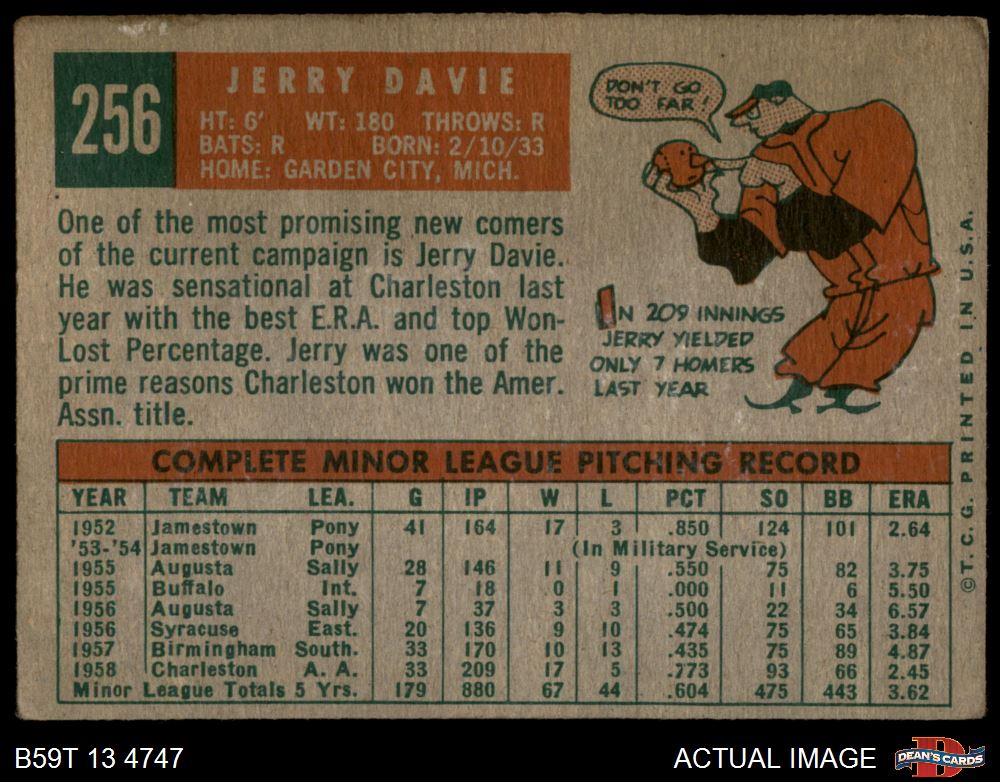 256
JERRY DAVIE
HT: 6' WT: 180 THROWS: R
BATS: R BORN: 2/10/33
HOME: GARDEN CITY, MICH.
DON'T GO
TOO FAR!
One of the most promising new comers
of the current campaign is Jerry Davie.
He was sensational at Charleston last
year with the best E.R.A. and top Won-
Lost Percentage. Jerry was one of the
prime reasons Charleston won the Amer.
Assn. title.
IN 209 INNINGS
JERRY YIELDED
ONLY 7 HOMERS
LAST YEAR
COMPLETE MINOR LEAGUE PITCHING RECORD
YEAR TEAM LEA. G IP W L PCT SO BB ERA
1952 Jamestown Pony 41 164 17 3 .850 124 101 2.64
'53-'54 Jamestown Pony (In Military Service)
1955 Augusta Sally 28 146 11 9 .550 75 82 3.75
1955 Buffalo Int. 7 18 0 1 .000 11 6 5.50
1956 Augusta Sally 7 37 3 3 .500 22 34 6.57
1956 Syracuse East. 20 136 9 10 .474 75 65 3.84
1957 Birmingham South. 33 170 10 13 .435 75 89 4.87
1958 Charleston A. A. 33 209 17 5 .773 93 66 2.45
Minor League Totals 5 Yrs. 179 880 67 44 .604 475 443 3.62
©T.C.G. PRINTED IN U.S.A.
B59T 13 4747
ACTUAL IMAGE
D
DEAN'S CARDS